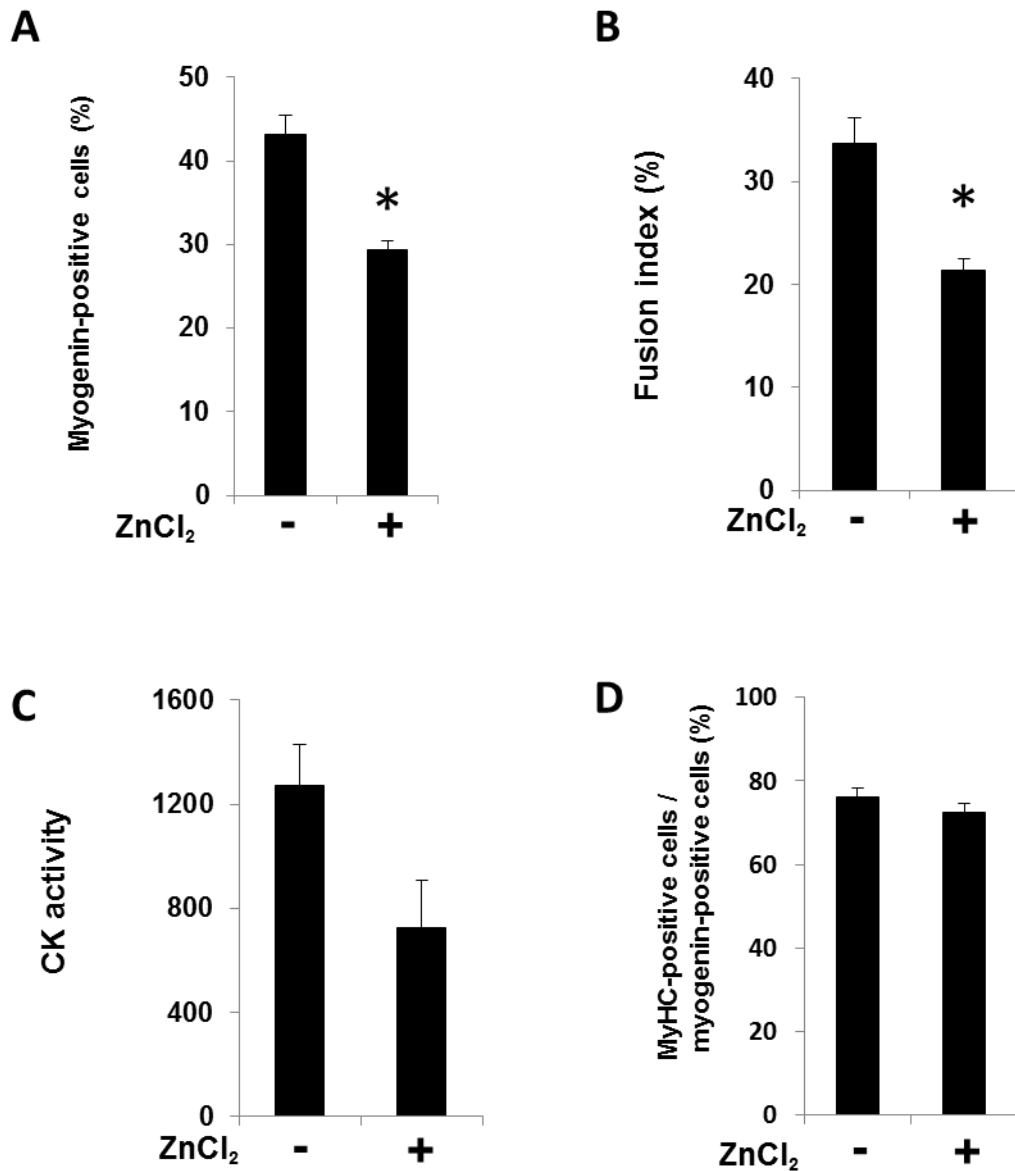 A
Myogenin-positive cells (%)
50
40
30
20
10
0
*
ZnCl₂ - +
B
Fusion index (%)
40
30
20
10
0
*
ZnCl₂ - +
C
CK activity
1600
1200
800
400
0
ZnCl₂ - +
D
MyHC-positive cells /
myogenin-positive cells (%)
100
80
60
40
20
0
ZnCl₂ - +